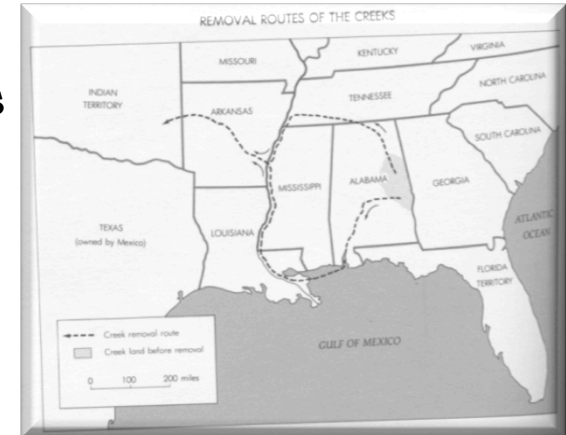 s
REMOVAL ROUTES OF THE CREEKS
MISSOURI
KENTUCKY
VIRGINIA
INDIAN
TERRITORY
ARKANSAS
TENNESSEE
NORTH CAROLINA
SOUTH CAROLINA
MISSISSIPPI
ALABAMA
GEORGIA
TEXAS
(owned by Mexico)
LOUISIANA
ATLANTIC
OCEAN
FLORIDA
TERRITORY
GULF OF MEXICO
Creek removal route
Creek land before removal
0 100 200 miles